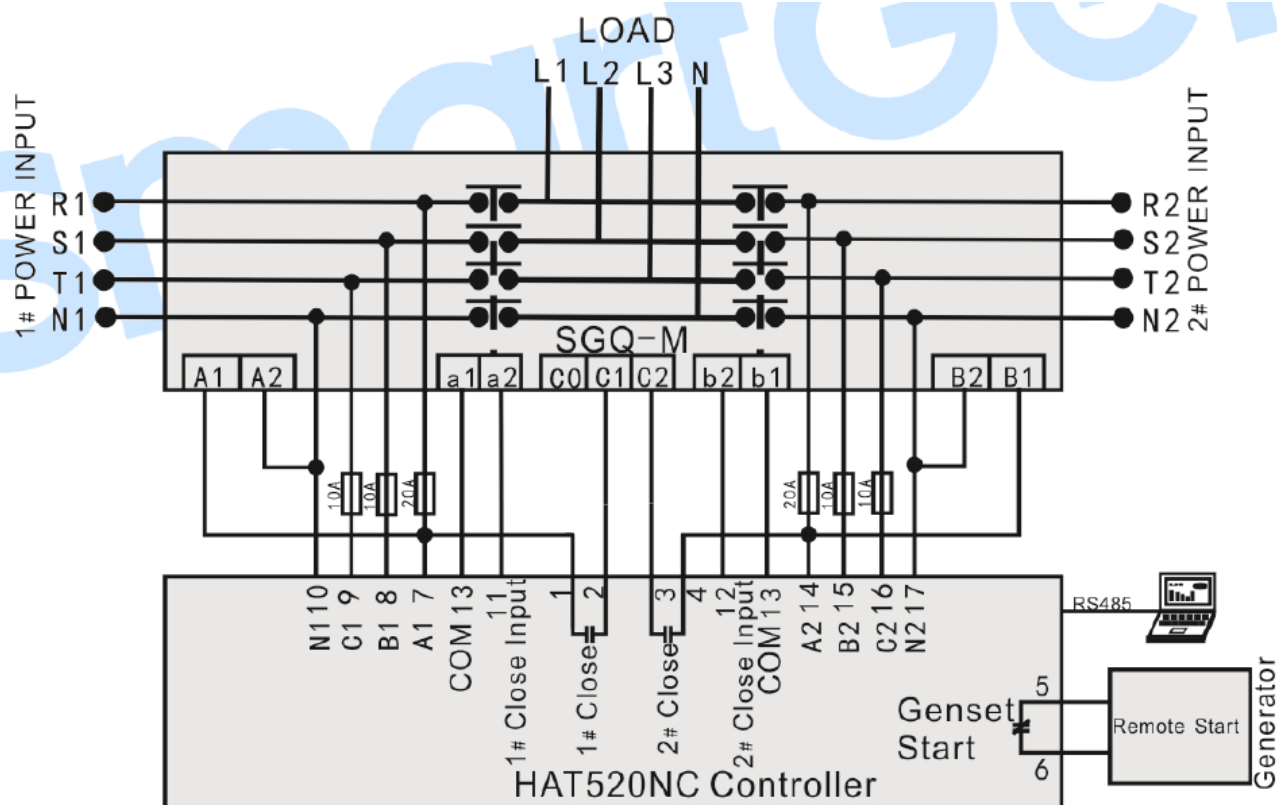 SmartGen
LOAD
L1 L2 L3 N
1# POWER INPUT
R1
S1
T1
N1
R2
S2
T2
N2
2# POWER INPUT
SGQ-M
A1 A2 a1 a2 C0 C1 C2 b2 b1 B2 B1
10A 10A 20A 20A 10A 10A
N1 10
C1 9
B1 8
A1 7
COM 13
11
1# Close Input
1
2
1# Close
3
2# Close
4
12
2# Close Input
COM 13
A2 14
B2 15
C2 16
N2 17
RS485
Genset
Start
5
6
Remote Start
Generator
HAT520NC Controller